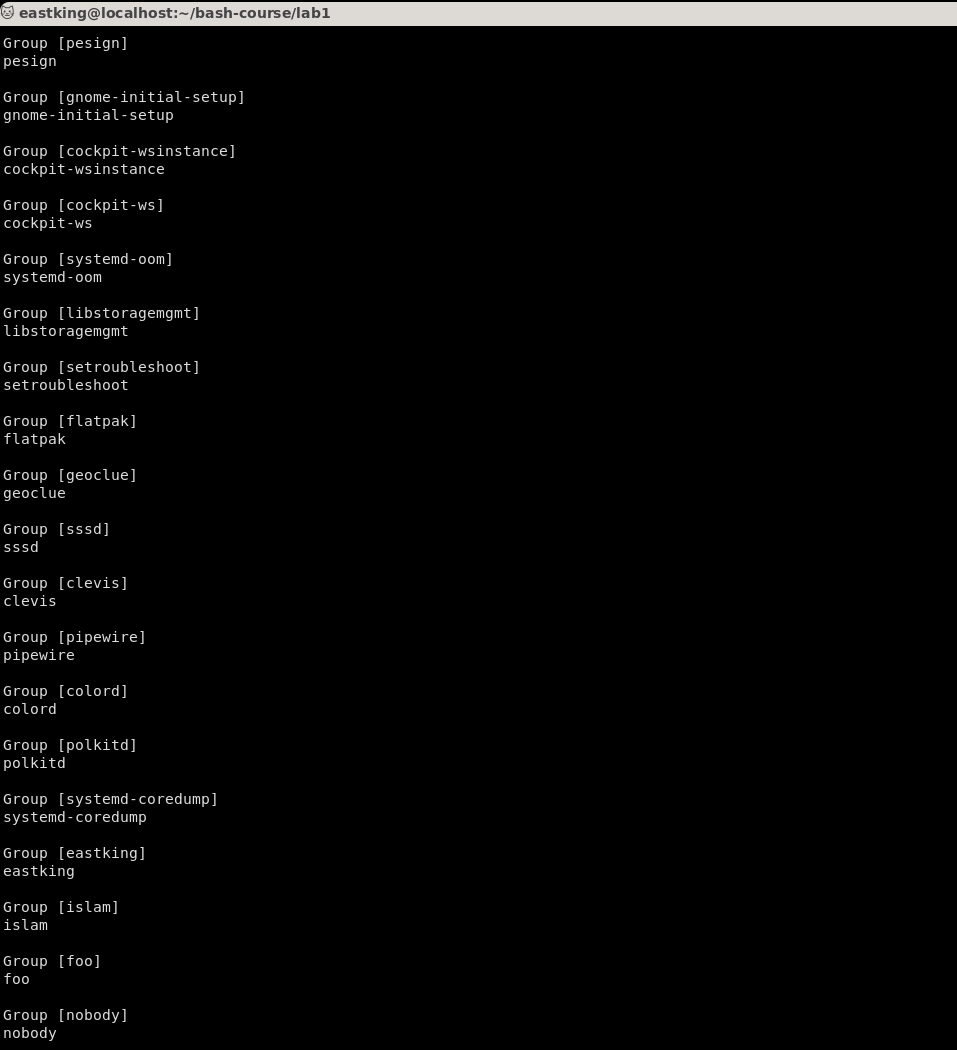 eastking@localhost:~/bash-course/lab1
Group [pesign]
pesign
Group [gnome-initial-setup]
gnome-initial-setup
Group [cockpit-wsinstance]
cockpit-wsinstance
Group [cockpit-ws]
cockpit-ws
Group [systemd-oom]
systemd-oom
Group [libstoragemgmt]
libstoragemgmt
Group [setroubleshoot]
setroubleshoot
Group [flatpak]
flatpak
Group [geoclue]
geoclue
Group [sssd]
sssd
Group [clevis]
clevis
Group [pipewire]
pipewire
Group [colord]
colord
Group [polkitd]
polkitd
Group [systemd-coredump]
systemd-coredump
Group [eastking]
eastking
Group [islam]
islam
Group [foo]
foo
Group [nobody]
nobody